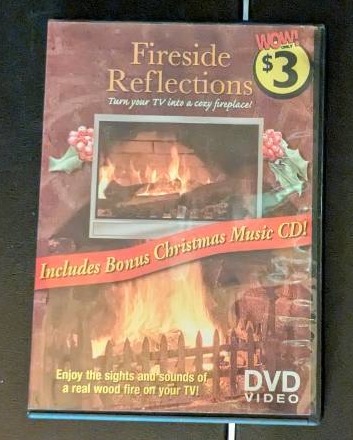 WOW!
ONLY
$3
Fireside
Reflections
Turn your TV into a cozy fireplace!
Includes Bonus Christmas Music CD!
Enjoy the sights and sounds of
a real wood fire on your TV!
DVD
VIDEO